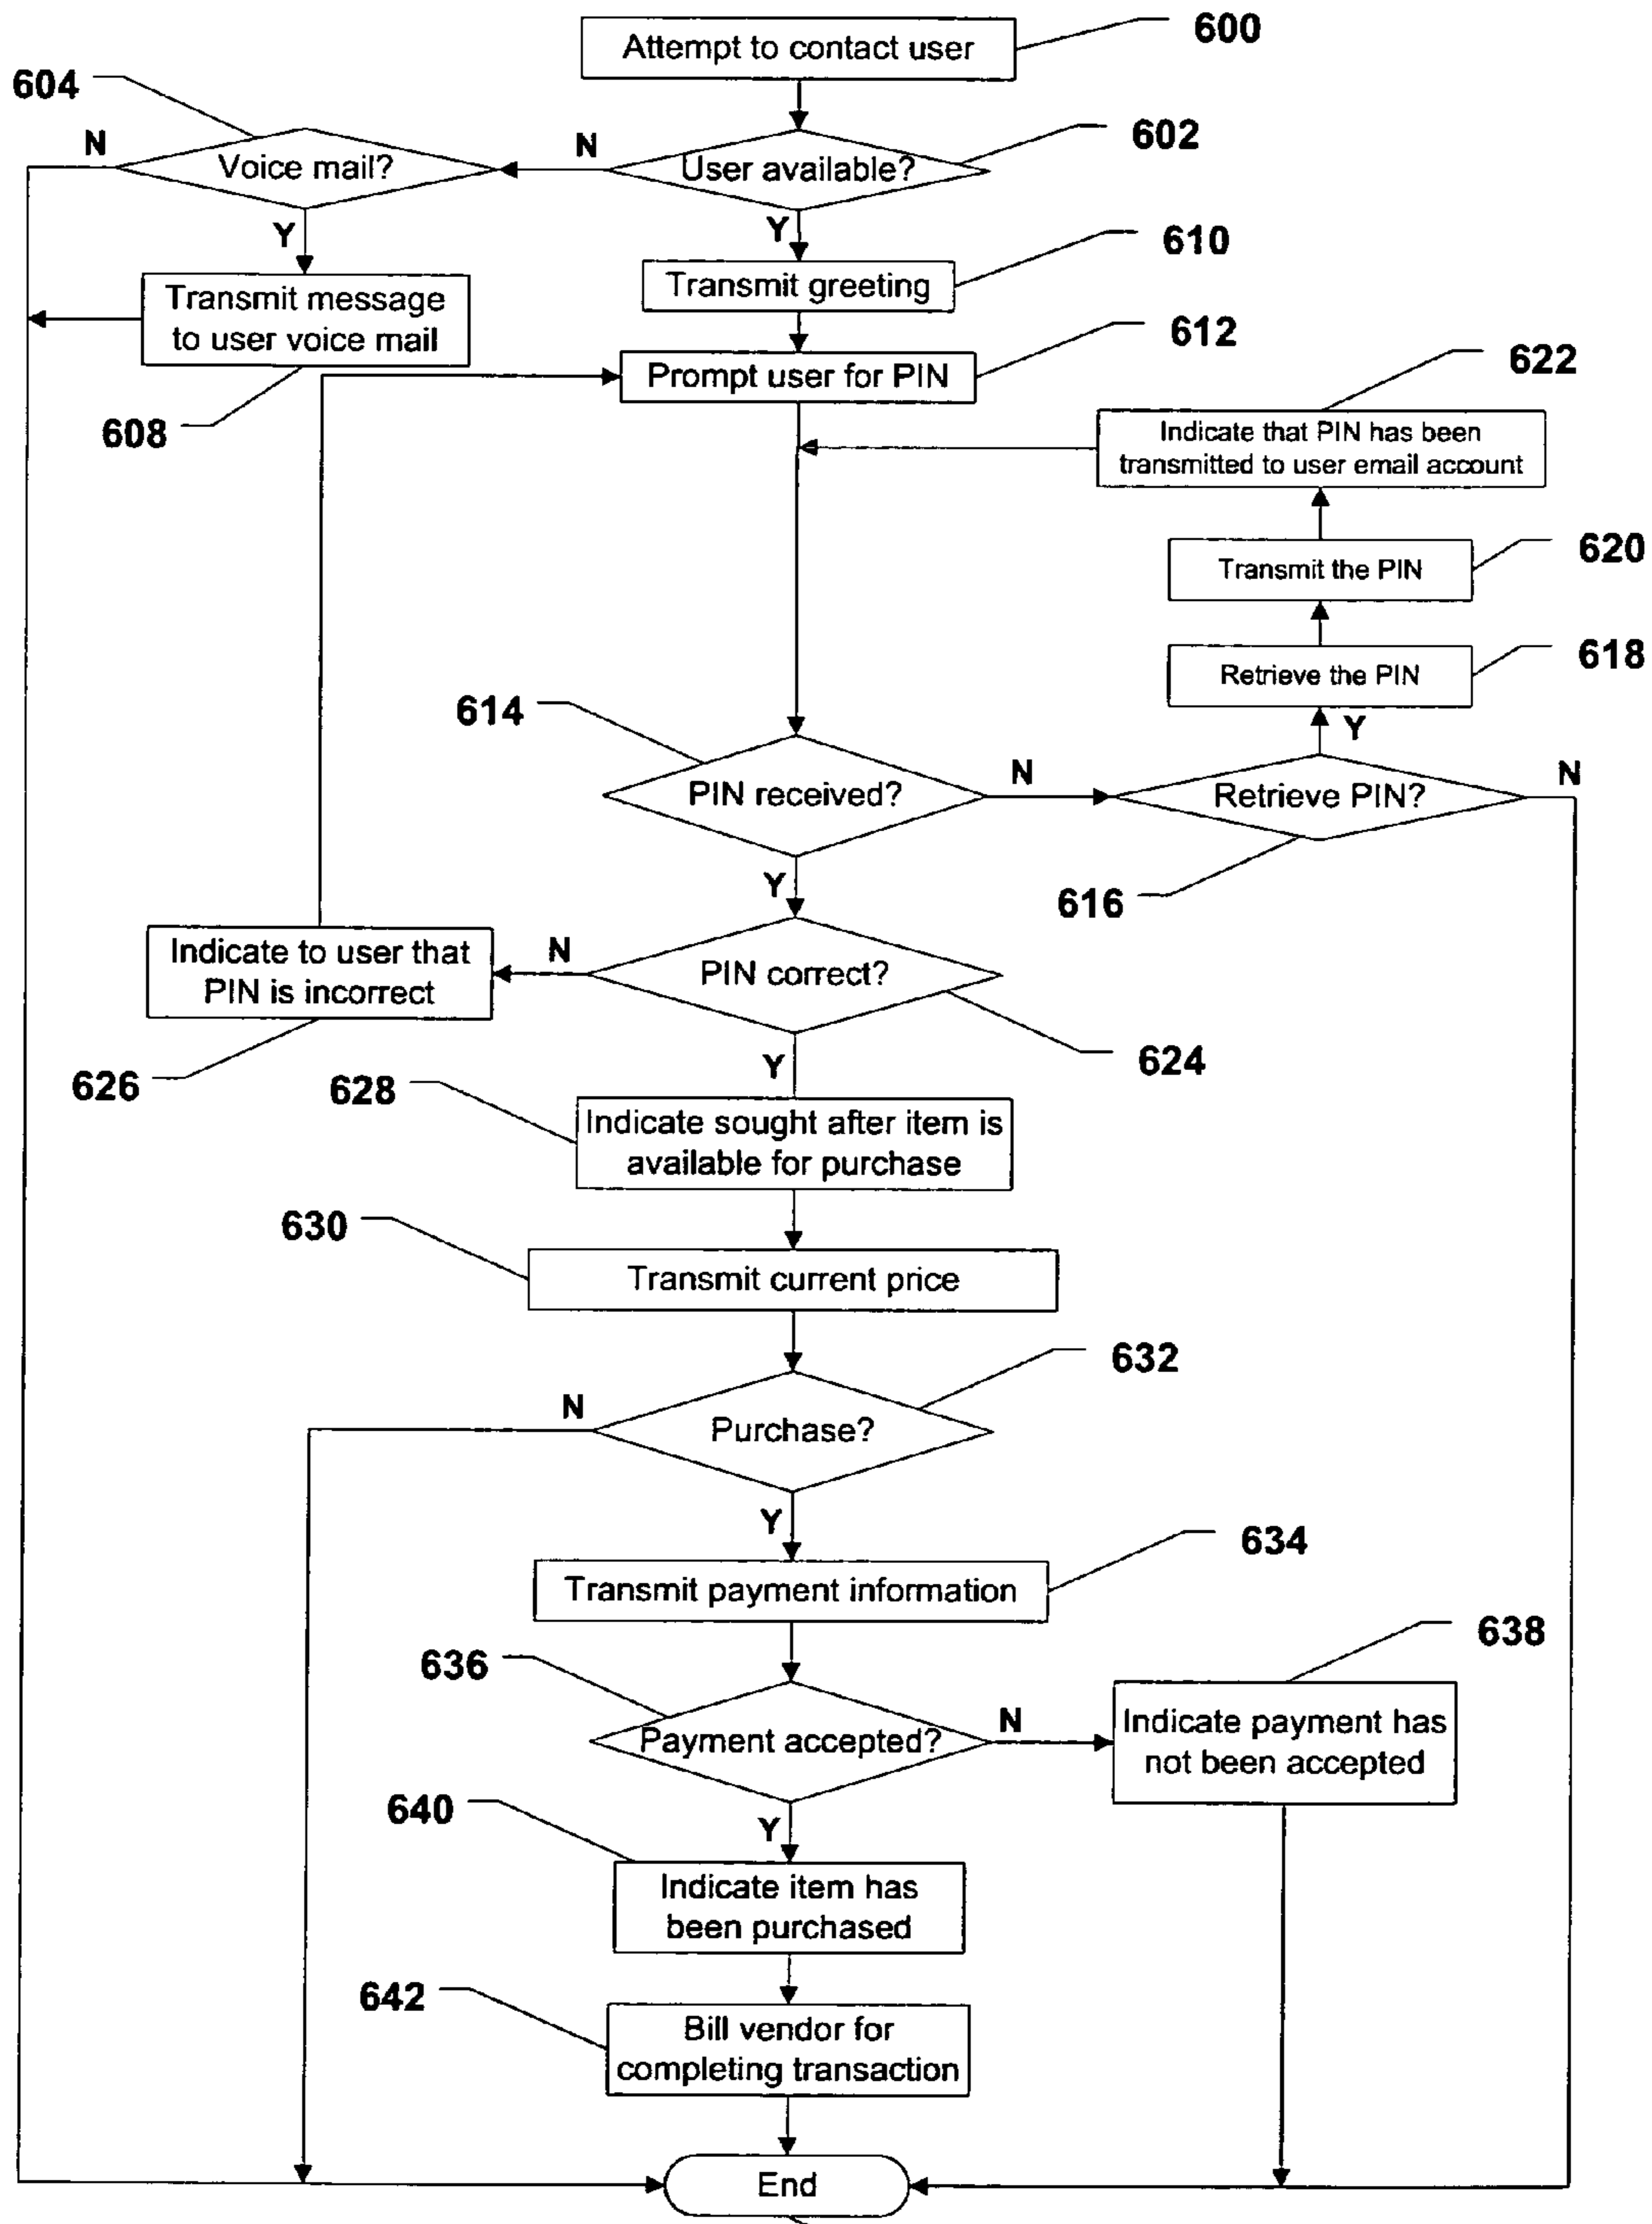 Attempt to contact user
600
604
N
Voice mail?
N
User available?
602
Y
Y
610
Transmit greeting
Transmit message
to user voice mail
612
Prompt user for PIN
608
622
Indicate that PIN has been
transmitted to user email account
620
Transmit the PIN
618
Retrieve the PIN
614
Y
PIN received?
N
Retrieve PIN?
N
Y
616
Indicate to user that
PIN is incorrect
N
PIN correct?
624
626
Y
628
Indicate sought after item is
available for purchase
630
Transmit current price
632
N
Purchase?
Y
634
Transmit payment information
638
636
Payment accepted?
N
Indicate payment has
not been accepted
640
Y
Indicate item has
been purchased
642
Bill vendor for
completing transaction
End